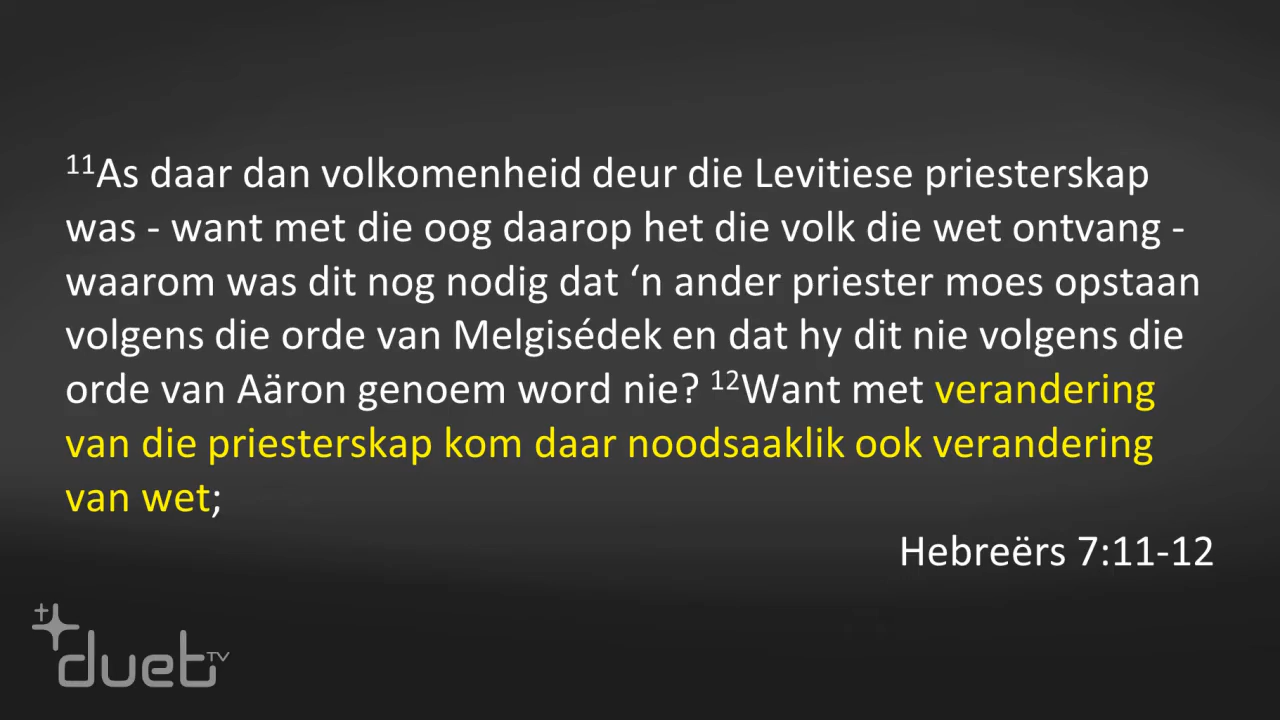 ¹¹As daar dan volkomenheid deur die Levitiese priesterskap
was - want met die oog daarop het die volk die wet ontvang -
waarom was dit nog nodig dat ‘n ander priester moes opstaan
volgens die orde van Melgisédek en dat hy dit nie volgens die
orde van Aäron genoem word nie? ¹²Want met verandering
van die priesterskap kom daar noodsaaklik ook verandering
van wet;
Hebreërs 7:11-12
duet TV